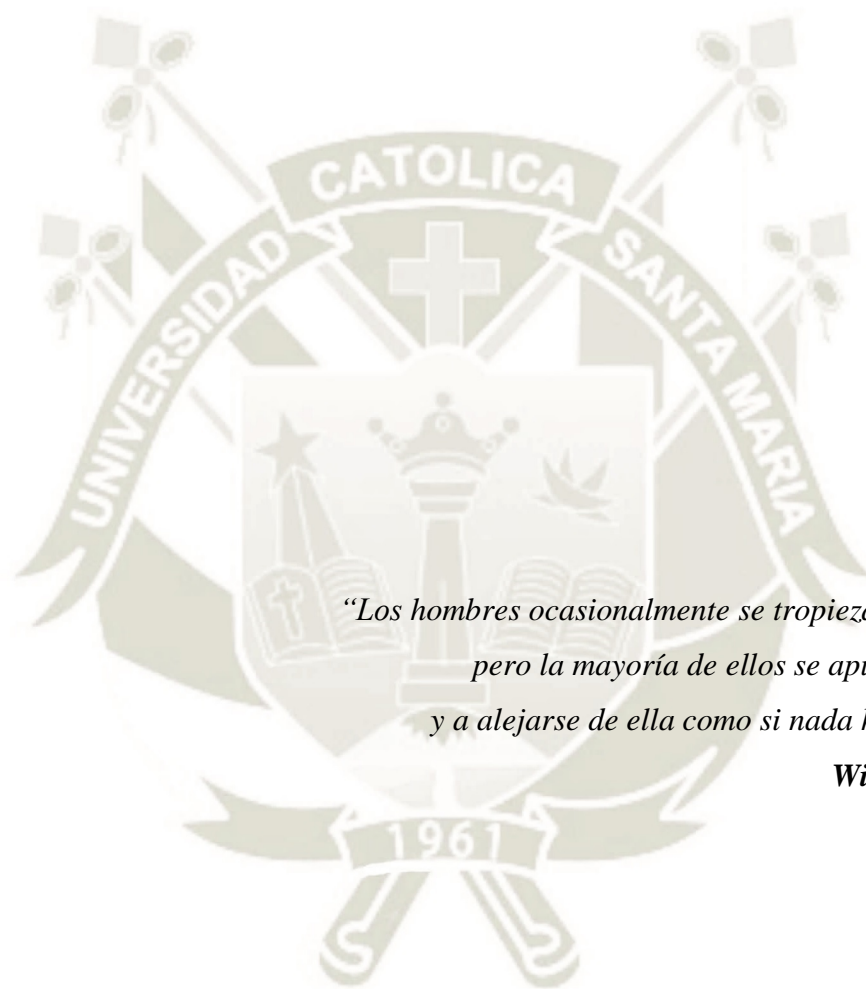 CATOLICA
UNIVERSIDAD SANTA MARIA
“Los hombres ocasionalmente se
pero la mayoría de ellos se
y a alejarse de ella como si nada
1961